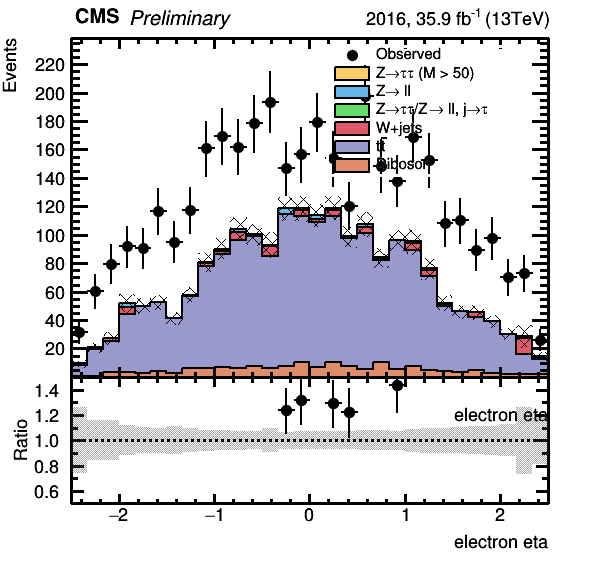 CMS Preliminary 2016, 35.9 fb⁻¹ (13TeV)
Events
220
200
180
160
140
120
100
80
60
40
20
Observed
Z→ττ (M > 50)
Z→ ll
Z→ττ/Z→ ll, j→τ
W+jets
tt̄
Dibosor
Ratio
1.4
1.2
1.0
0.8
0.6
electron eta
−2 −1 0 1 2
electron eta